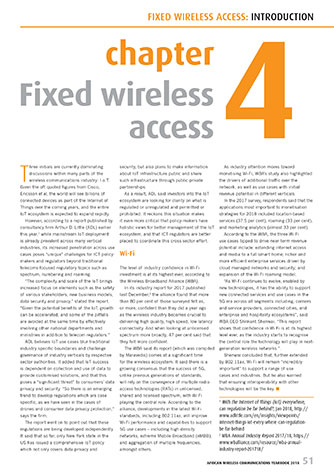 FIXED WIRELESS ACCESS: INTRODUCTION
chapter
4
Fixed wireless
access
Three initials are currently dominating
discussions within many parts of the
wireless communications industry: I o T.
Given the oft-quoted figures from Cisco,
Ericsson et al, the world will see billions of
connected devices as part of the Internet of
Things over the coming years, and the entire
IoT ecosystem is expected to expand rapidly.
However, according to a report published by
consultancy firm Arthur D. Little (ADL) earlier
this year,¹ while mainstream IoT deployment
is already prevalent across many vertical
industries, its increased penetration across use
cases poses "unique" challenges for ICT policy
makers and regulators beyond traditional
telecoms-focused regulatory topics such as
spectrum, numbering and roaming.
"The complexity and scale of the IoT brings
increased focus on elements such as the safety
of various stakeholders, new business models,
data security and privacy," stated the report.
"Given the potential benefits of the IoT growth
can be accelerated, and some of the pitfalls
are avoided at the same time by effectively
involving other national departments and
ministries in addition to telecom regulators."
ADL believes IoT use cases blur traditional
industry-specific boundaries and challenge
governance of industry verticals by respective
sector authorities. It added that IoT success
is dependent on collection and use of data to
provide customised solutions, and that this
poses a "significant threat" to consumers' data
privacy and security. "So there is an emerging
trend to develop regulations which are case
specific, as we have seen in the cases of
drones and consumer data privacy protection,"
says the firm.
The report went on to point out that these
regulations are being developed independently.
It said that so far, only New York state in the
US has issued a comprehensive IoT policy
which not only covers data privacy and
security, but also plans to make information
about IoT infrastructure public and share
such infrastructure through public-private
partnerships.
As a result, ADL said investors into the IoT
ecosystem are looking for clarity on what is
regulated or unregulated and permitted or
prohibited. It reckons this situation makes
it even more critical that policy makers have
holistic views for better management of the IoT
ecosystem, and that ICT regulators are better
placed to coordinate this cross-sector effort.
Wi-Fi
The level of industry confidence in Wi-Fi
investment is at its highest ever, according to
the Wireless Broadband Alliance (WBA).
In its industry report for 2017 published
last December,² the alliance found that more
than 80 per cent of those surveyed felt as,
or more, confident than they did a year ago
as the wireless industry becomes crucial to
delivering high quality, high speed, low latency
connectivity. And when looking at unlicensed
spectrum more broadly, 67 per cent said that
they felt more confident.
The WBA said its report (which was compiled
by Maravedis) comes at a significant time
for the wireless ecosystem. It said there is a
growing consensus that the success of 5G,
unlike previous generations of standards,
will rely on the convergence of multiple radio
access technologies (RATs) in unlicensed,
shared and licensed spectrum, with Wi-Fi
playing the central role. According to the
alliance, developments in the latest Wi-Fi
standards, including 802.11ax, will improve
Wi-Fi performance and capabilities to support
5G use cases – including high density
networks, extreme Mobile Broadband (eMBB),
and aggregation of multiple frequencies,
amongst others.
As industry attention moves toward
monetising Wi-Fi, WBA's study also highlighted
the drivers of additional traffic over the
network, as well as use cases with initial
revenue potential in different verticals.
In the 2017 survey, respondents said that the
applications most important to monetisation
strategies for 2018 included location-based
services (37.5 per cent), roaming (35 per cent),
and marketing analytics (almost 33 per cent).
According to the WBA, the three Wi-Fi
use cases tipped to drive near-term revenue
potential include: extending internet access
and media to a full smart home; richer and
more efficient enterprise services driven by
cloud managed networks and security; and
expansion of the Wi-Fi roaming model.
"As Wi-Fi continues to evolve, enabled by
new technologies, it has the ability to support
new connected services and use cases in the
5G era across all segments including, connect
and service providers, connected cities, and
enterprise and hospitality ecosystems", said
WBA CEO Shrikant Shenwai. "This report
shows that confidence in Wi-Fi is at its highest
level ever, as the industry starts to recognise
the central role the technology will play in next
generation wireless networks."
Shenwai concluded that, further extended
by 802.11ax, Wi-Fi will remain "increasingly
important" to support a range of use
cases and industries. But he also warned
that ensuring interoperability with other
technologies will be the key.
¹ "With the Internet of Things (IoT) everywhere,
can regulation be far behind?", Jan 2018, http://
www.adlittle.com/en/insights/viewpoints/
internet-things-iot-every-where-can-regulation-
be-far-behind
² WBA Annual Industry Report 2017/18, https://
www.wballiance.com/resource/wba-annual-
industry-report-201718/
AFRICAN WIRELESS COMMUNICATIONS YEARBOOK 2018 51